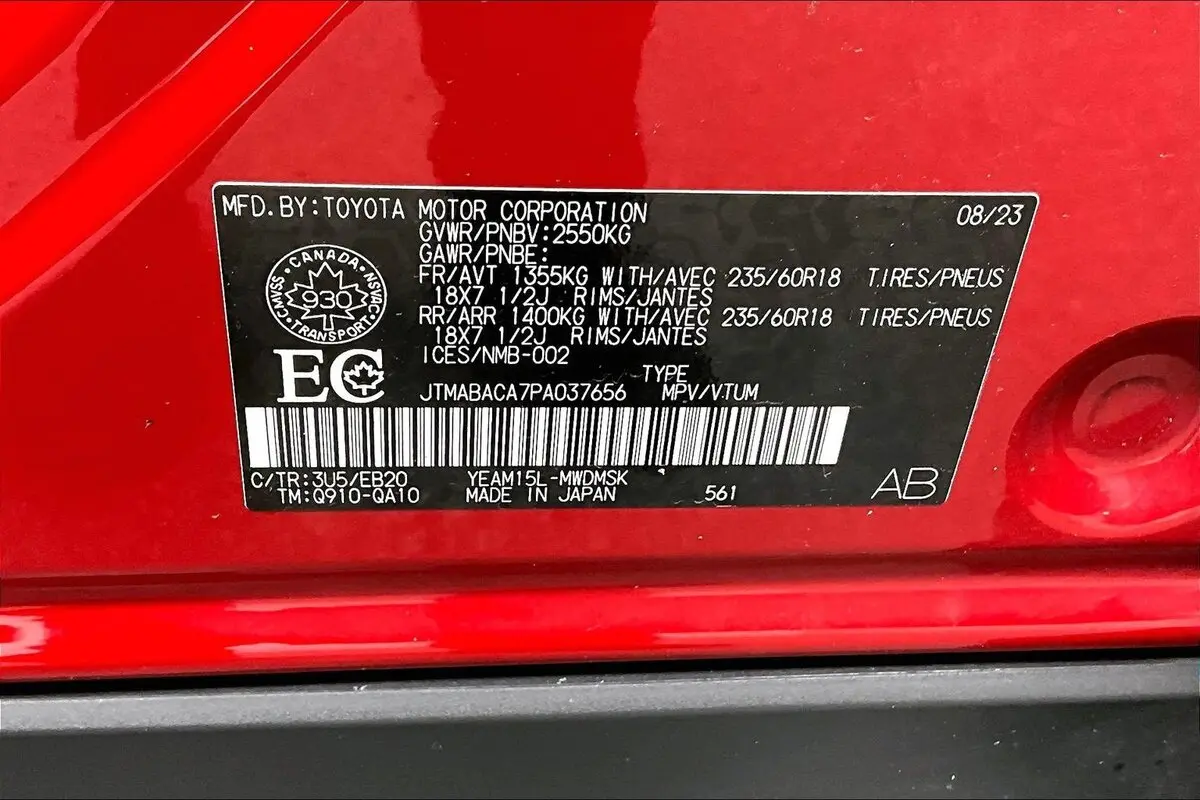 MFD.BY:TOYOTA MOTOR CORPORATION 08/23
GVWR/PNBV:2550KG
GAWR/PNBE:
FR/AVT 1355KG WITH/AVEC 235/60R18 TIRES/PNEUS
18X7 1/2J RIMS/JANTES
RR/ARR 1400KG WITH/AVEC 235/60R18 TIRES/PNEUS
18X7 1/2J RIMS/JANTES
ICES/NMB-002
CANADA
CMVSS 930 NSVAC
TRANSPORT
EC
TYPE
JTMABACA7PA037656 MPV/VTUM
C/TR:3U5/EB20 YEAM15L-MWDMSK
TM:Q910-QA10 MADE IN JAPAN 561 AB